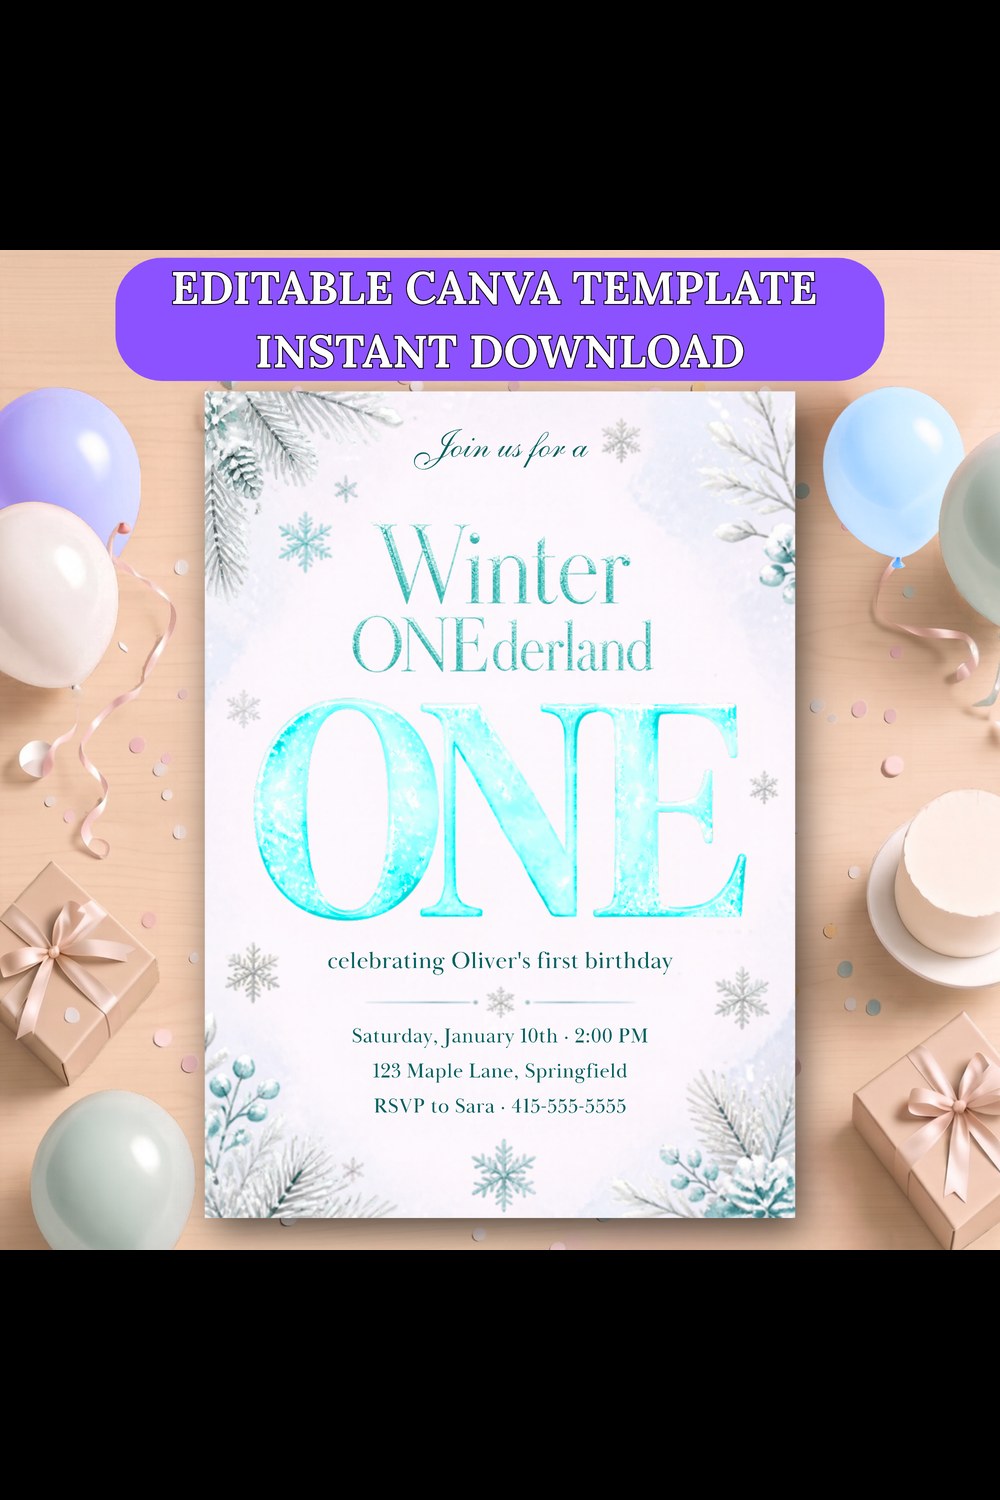 EDITABLE CANVA TEMPLATE
INSTANT DOWNLOAD
Join us for a
Winter
ONEderland
ONE
celebrating Oliver's first birthday
Saturday, January 10th · 2:00 PM
123 Maple Lane, Springfield
RSVP to Sara · 415-555-5555